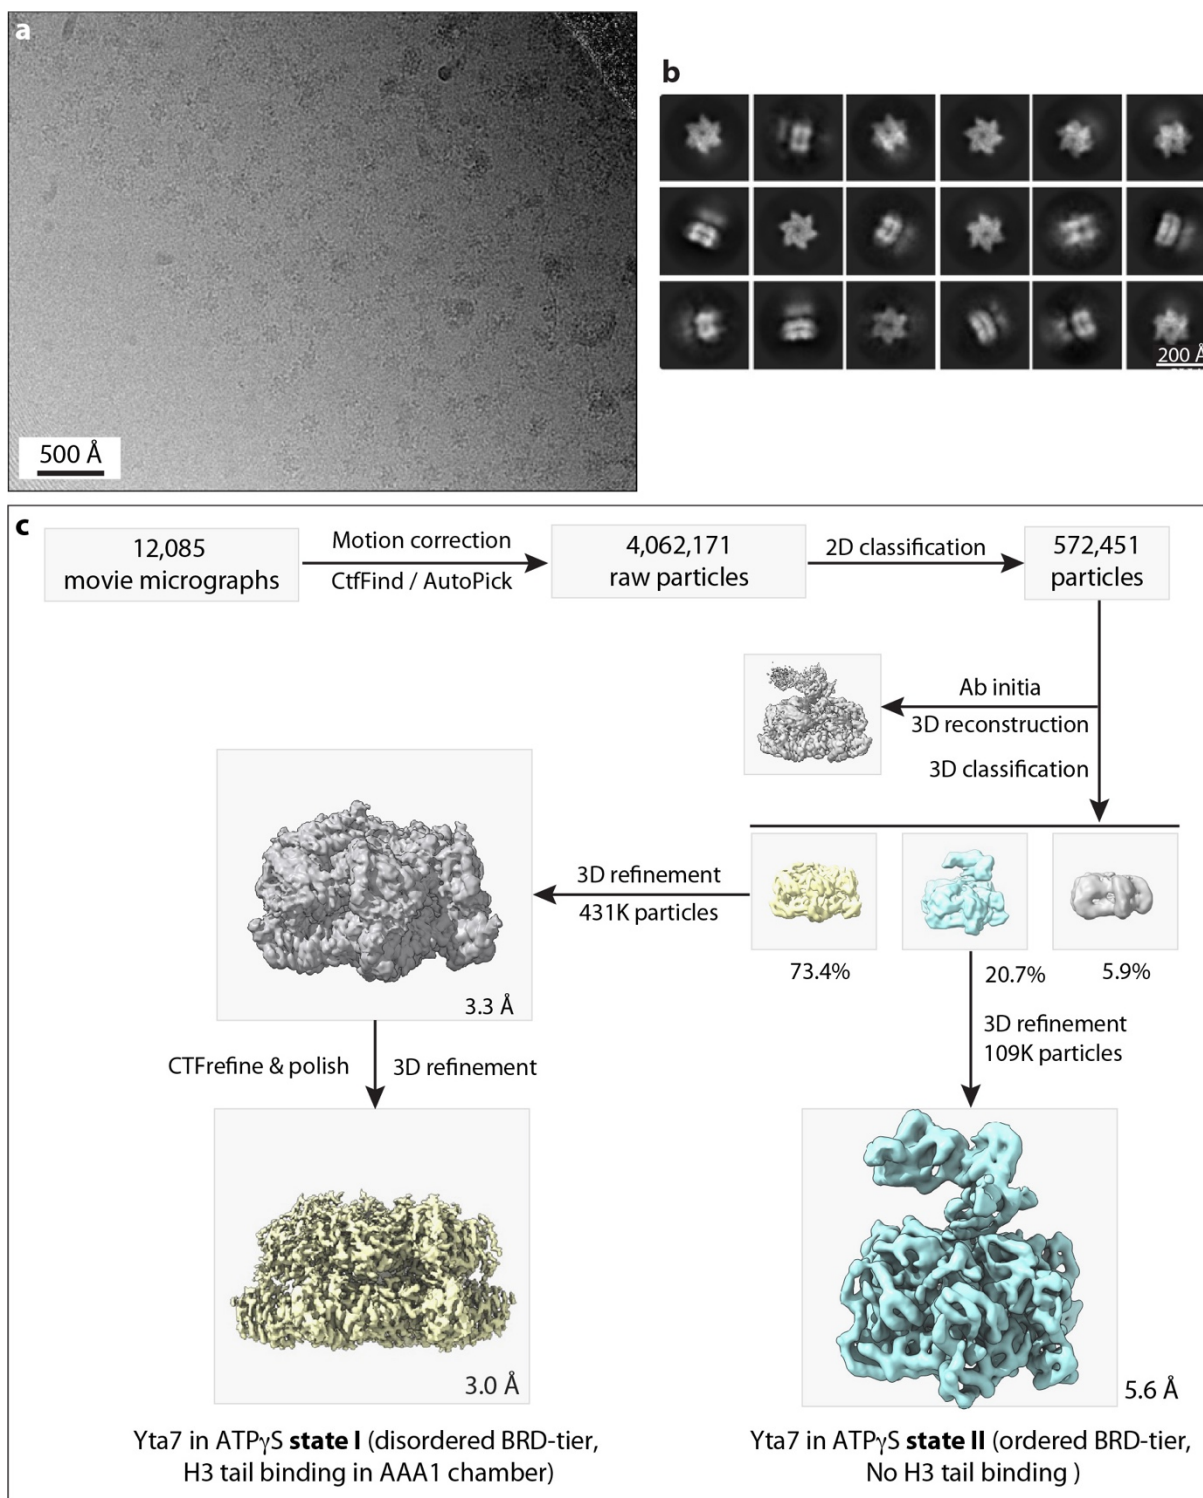 a
500 Å
b
200 Å
c
12,085
movie micrographs
Motion correction
CtfFind / AutoPick
4,062,171
raw particles
2D classification
572,451
particles
Ab initia
3D reconstruction
3D classification
3D refinement
431K particles
73.4%
20.7%
5.9%
3.3 Å
3D refinement
109K particles
CTFrefine & polish
3D refinement
3.0 Å
5.6 Å
Yta7 in ATPγS state I (disordered BRD-tier,
H3 tail binding in AAA1 chamber)
Yta7 in ATPγS state II (ordered BRD-tier,
No H3 tail binding )